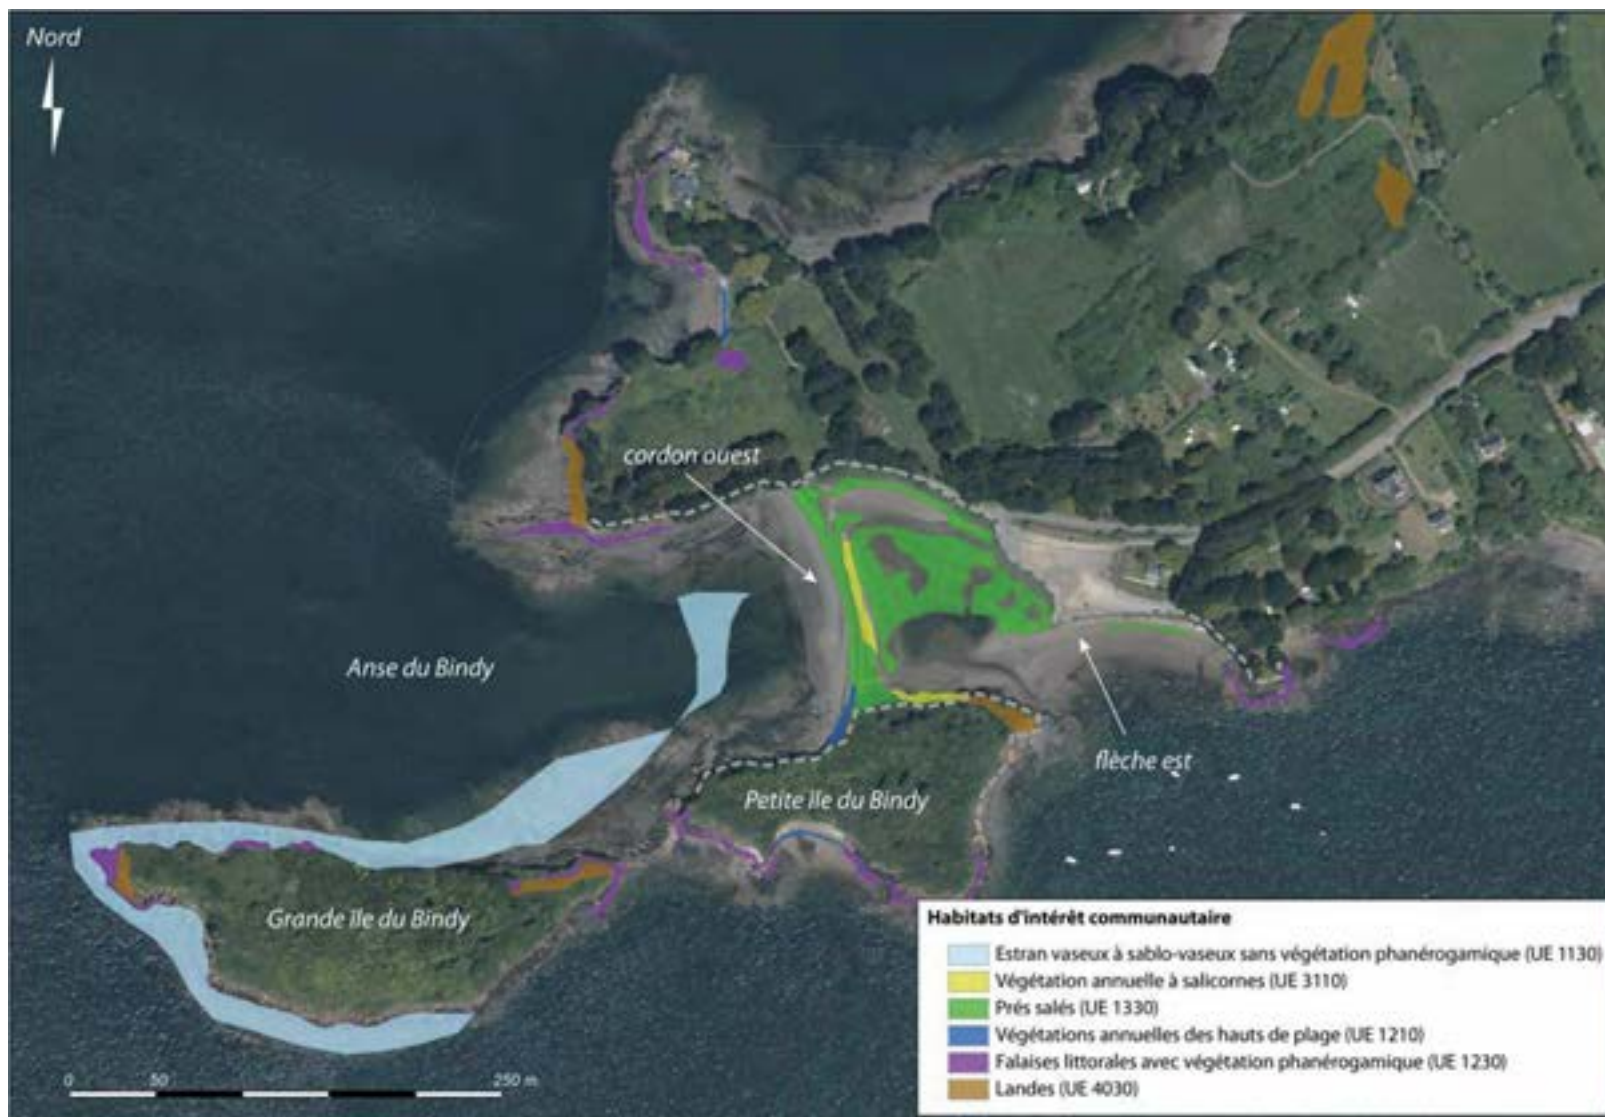 Nord
cordon ouest
Anse du Bindy
flèche est
Petite île du Bindy
Grande île du Bindy
0 50 250 m
Habitats d'intérêt communautaire
Estran vaseux à sablo-vaseux sans végétation phanérogamique (UE 1130)
Végétation annuelle à salicornes (UE 3110)
Prés salés (UE 1330)
Végétations annuelles des hauts de plage (UE 1210)
Falaises littorales avec végétation phanérogamique (UE 1230)
Landes (UE 4030)